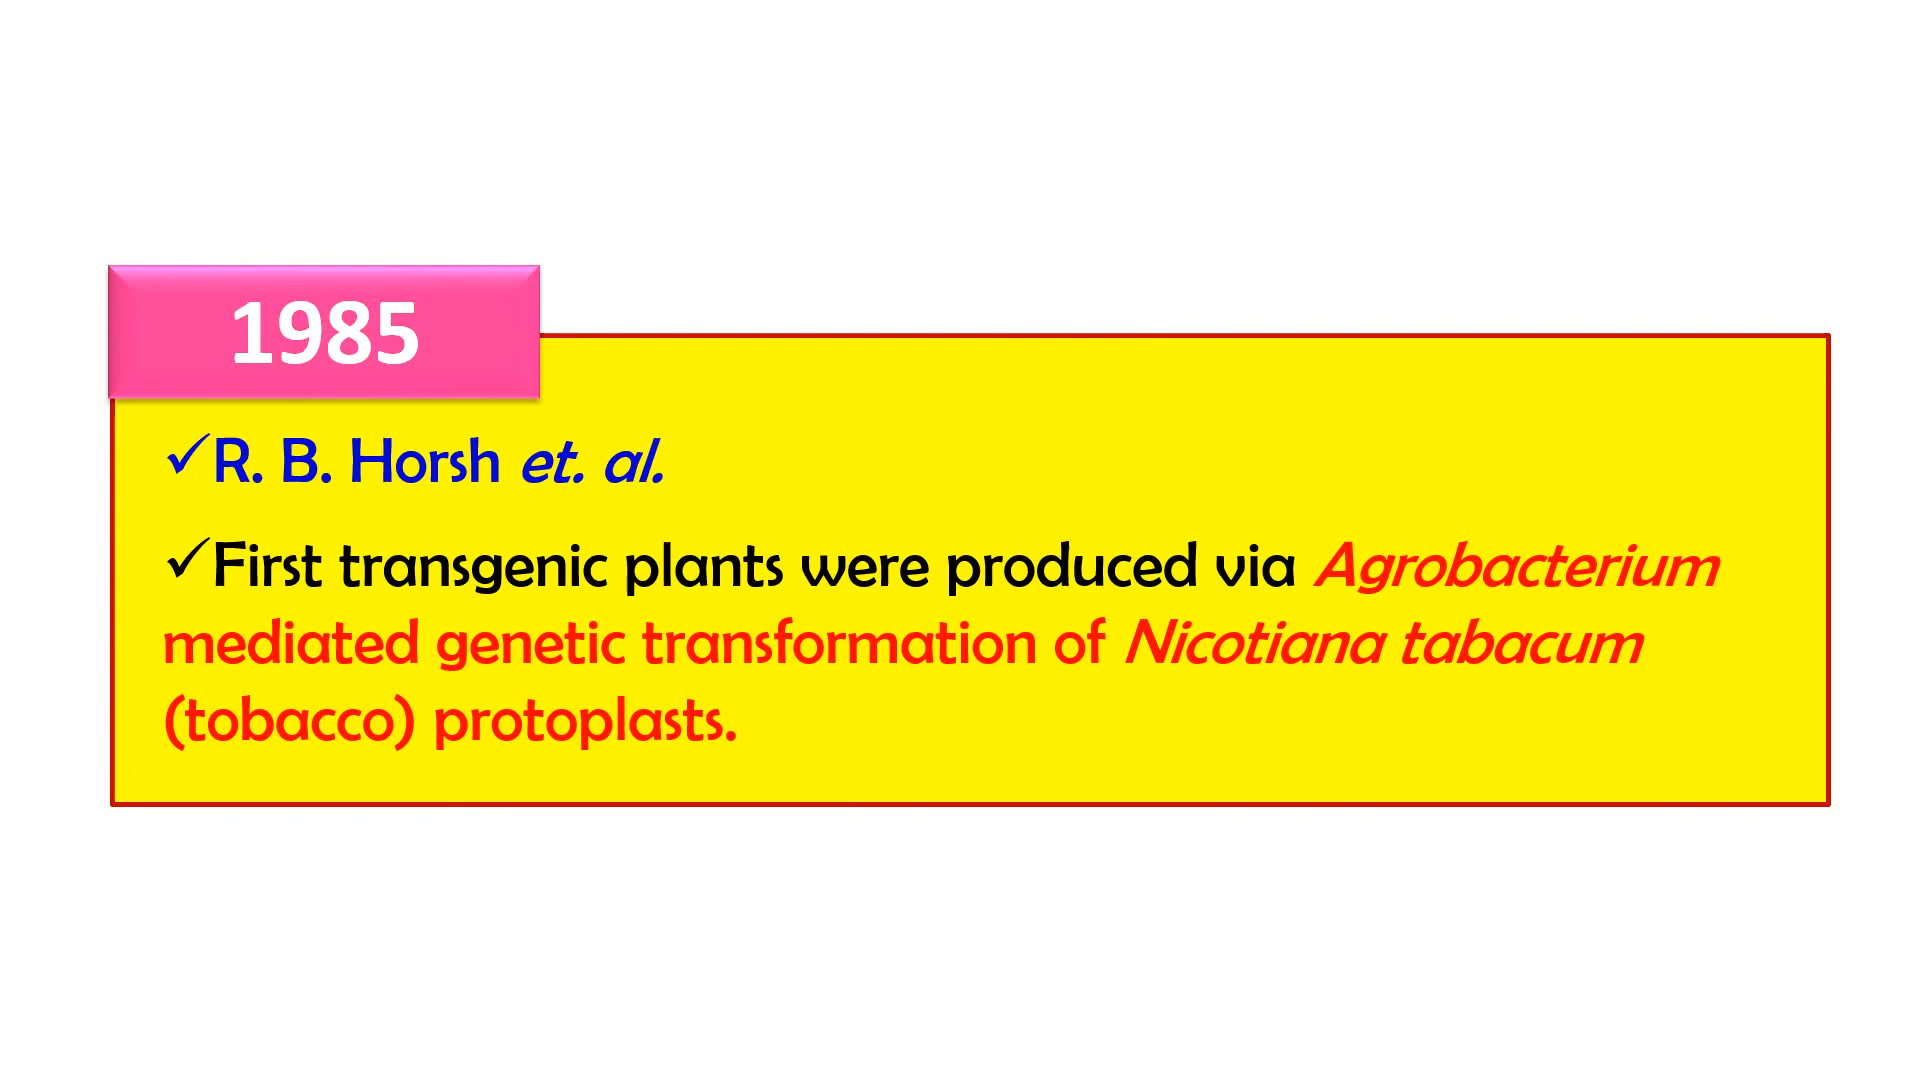 1985
✓R. B. Horsh et. al.
✓First transgenic plants were produced via Agrobacterium
mediated genetic transformation of Nicotiana tabacum
(tobacco) protoplasts.